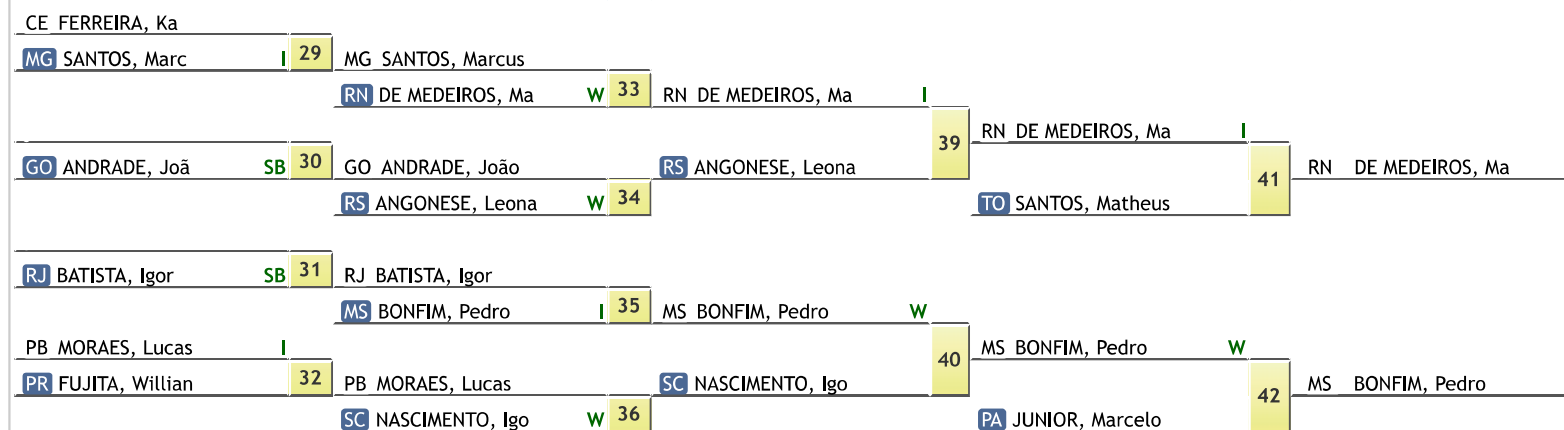 CE FERREIRA, Ka
MG SANTOS, Marc I 29 MG SANTOS, Marcus
RN DE MEDEIROS, Ma W 33 RN DE MEDEIROS, Ma I
RN DE MEDEIROS, Ma I
39
GO ANDRADE, Joã SB 30 GO ANDRADE, João RS ANGONESE, Leona 41 RN DE MEDEIROS, Ma
RS ANGONESE, Leona W 34 TO SANTOS, Matheus
RJ BATISTA, Igor SB 31 RJ BATISTA, Igor
MS BONFIM, Pedro I 35 MS BONFIM, Pedro W
PB MORAES, Lucas I 40 MS BONFIM, Pedro W
PR FUJITA, Willian 32 PB MORAES, Lucas SC NASCIMENTO, Igo 42 MS BONFIM, Pedro
SC NASCIMENTO, Igo W 36 PA JUNIOR, Marcelo